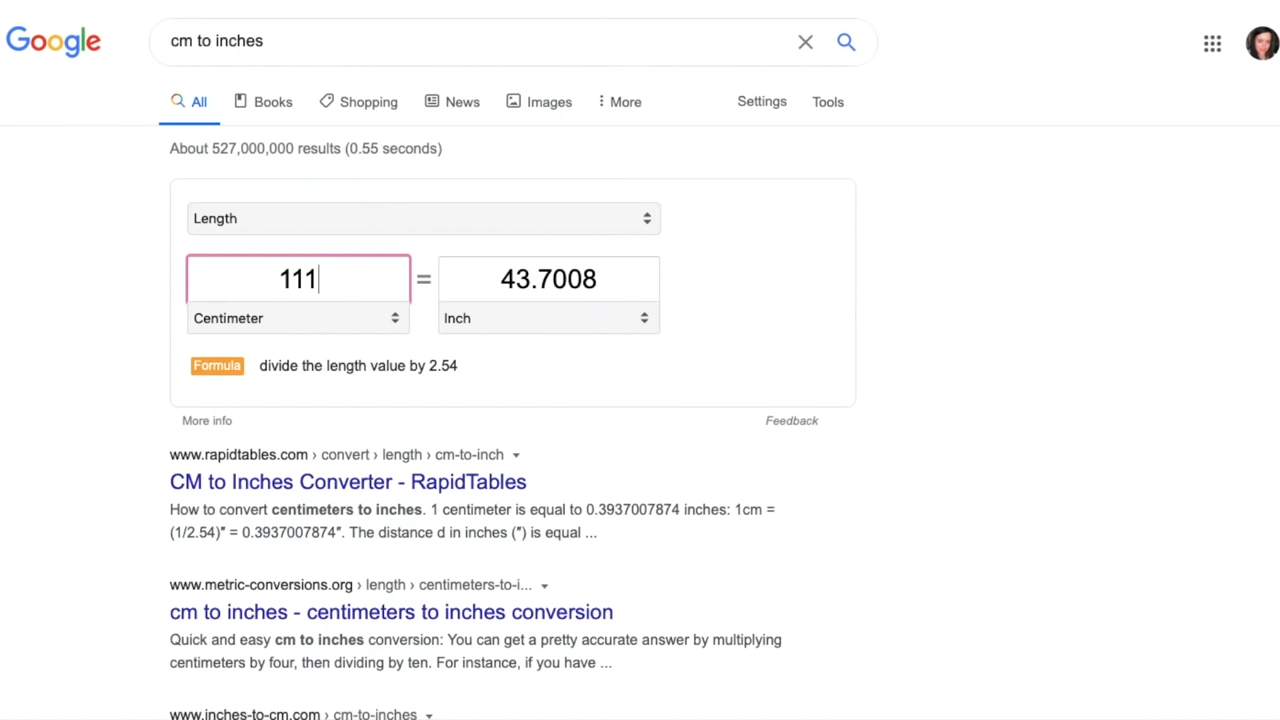 Google
cm to inches
All Books Shopping News Images More Settings Tools
About 527,000,000 results (0.55 seconds)
Length
111 = 43.7008
Centimeter Inch
Formula divide the length value by 2.54
More info Feedback
www.rapidtables.com › convert › length › cm-to-inch
CM to Inches Converter - RapidTables
How to convert centimeters to inches. 1 centimeter is equal to 0.3937007874 inches: 1cm =
(1/2.54)″ = 0.3937007874″. The distance d in inches (″) is equal ...
www.metric-conversions.org › length › centimeters-to-i...
cm to inches - centimeters to inches conversion
Quick and easy cm to inches conversion: You can get a pretty accurate answer by multiplying
centimeters by four, then dividing by ten. For instance, if you have ...
www.inches-to-cm.com › cm-to-inches